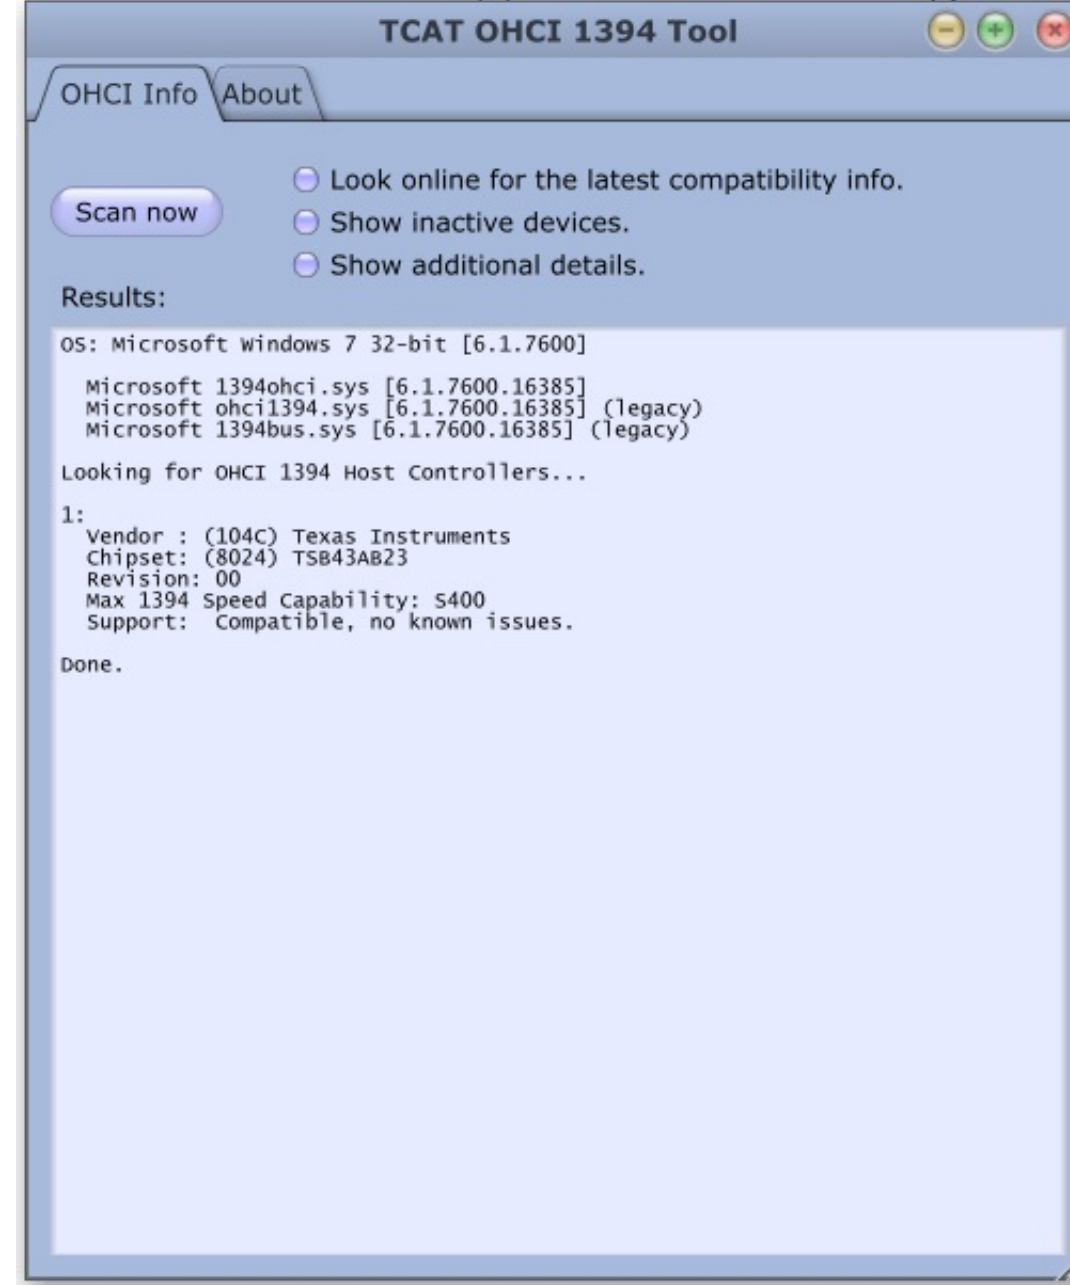 TCAT OHCI 1394 Tool
OHCI Info
About
Scan now
Look online for the latest compatibility info.
Show inactive devices.
Show additional details.
Results:
OS: Microsoft Windows 7 32-bit [6.1.7600]
Microsoft 1394ohci.sys [6.1.7600.16385]
Microsoft ohci1394.sys [6.1.7600.16385] (legacy)
Microsoft 1394bus.sys [6.1.7600.16385] (legacy)
Looking for OHCI 1394 Host Controllers...
1:
Vendor : (104C) Texas Instruments
Chipset: (8024) TSB43AB23
Revision: 00
Max 1394 Speed Capability: S400
Support:  Compatible, no known issues.
Done.